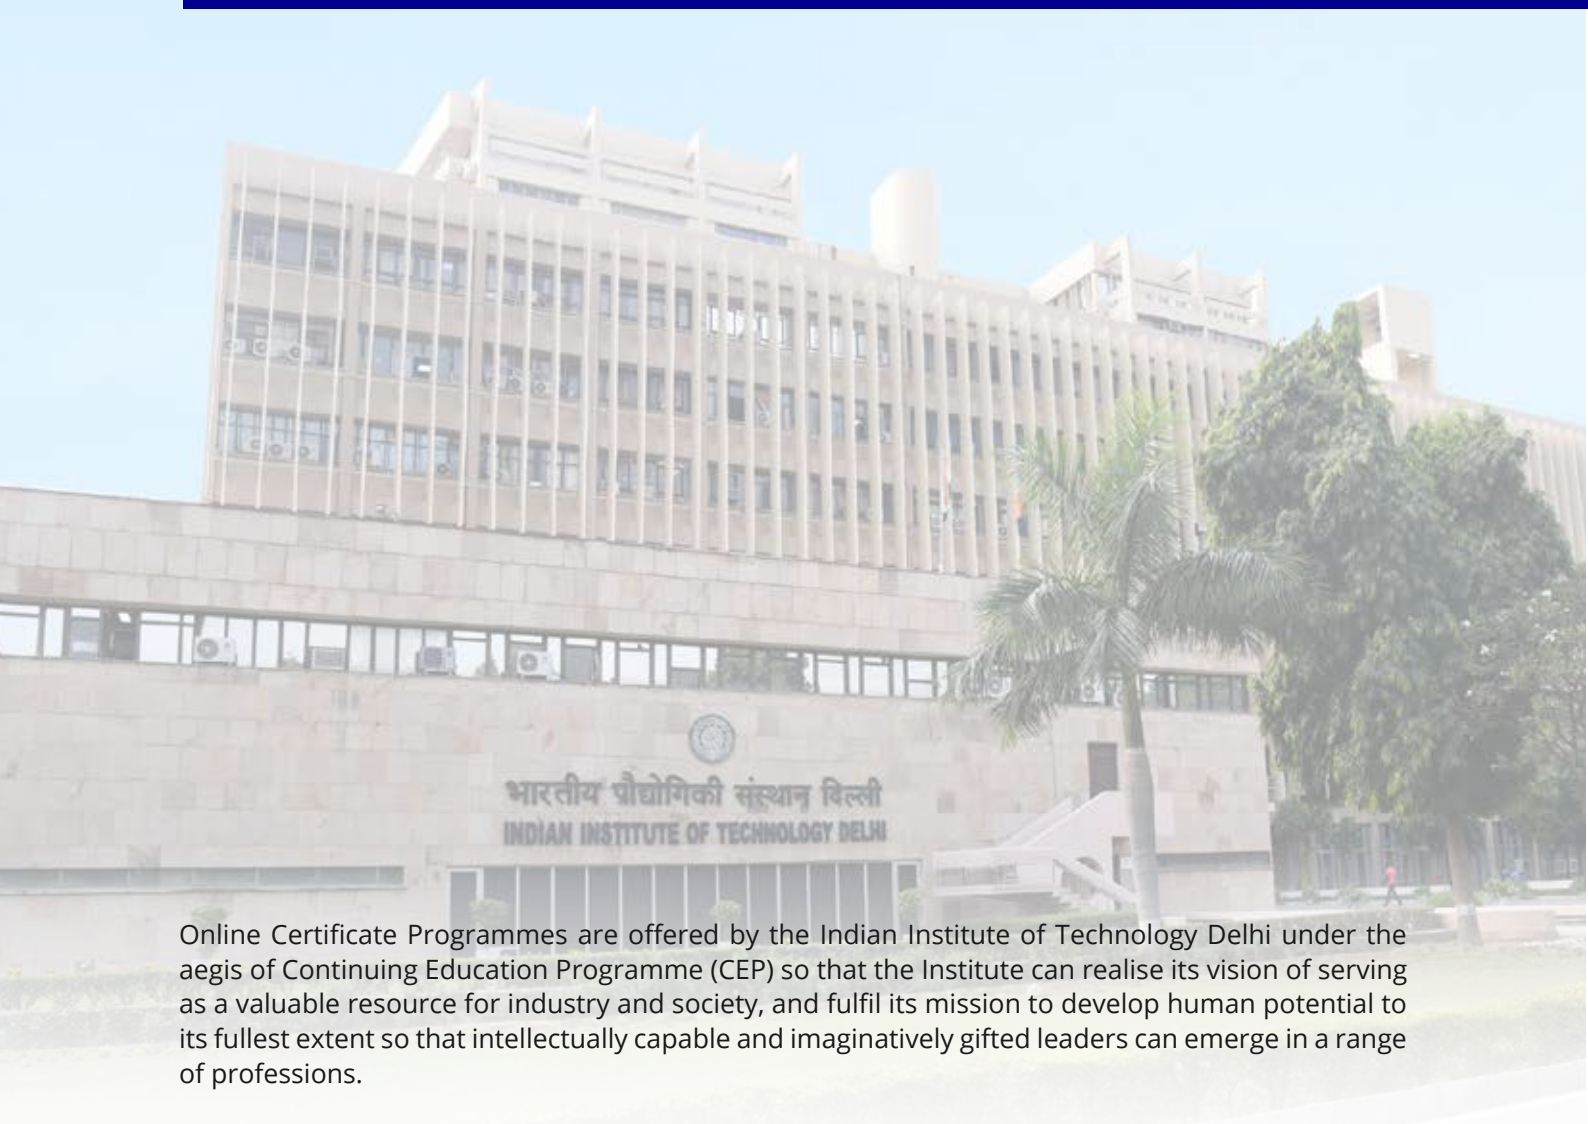 भारतीय प्रौद्योगिकी संस्थान दिल्ली
INDIAN INSTITUTE OF TECHNOLOGY DELHI
Online Certificate Programmes are offered by the Indian Institute of Technology Delhi under the
aegis of Continuing Education Programme (CEP) so that the Institute can realise its vision of serving
as a valuable resource for industry and society, and fulfil its mission to develop human potential to
its fullest extent so that intellectually capable and imaginatively gifted leaders can emerge in a range
of professions.